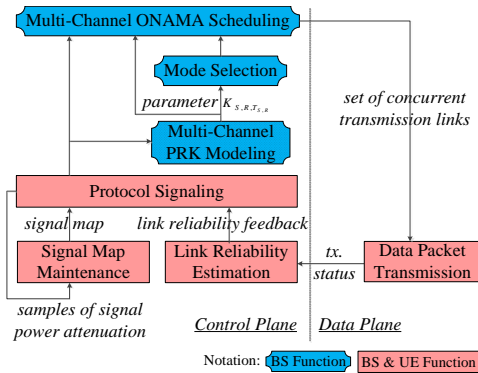 Multi-Channel ONAMA Scheduling
Mode Selection
parameter K S,R,T S,R
set of concurrent
transmission links
Multi-Channel
PRK Modeling
Protocol Signaling
signal map
link reliability feedback
Signal Map
Maintenance
Link Reliability
Estimation
tx.
status
Data Packet
Transmission
samples of signal
power attenuation
Control Plane
Data Plane
Notation:
BS Function
BS & UE Function